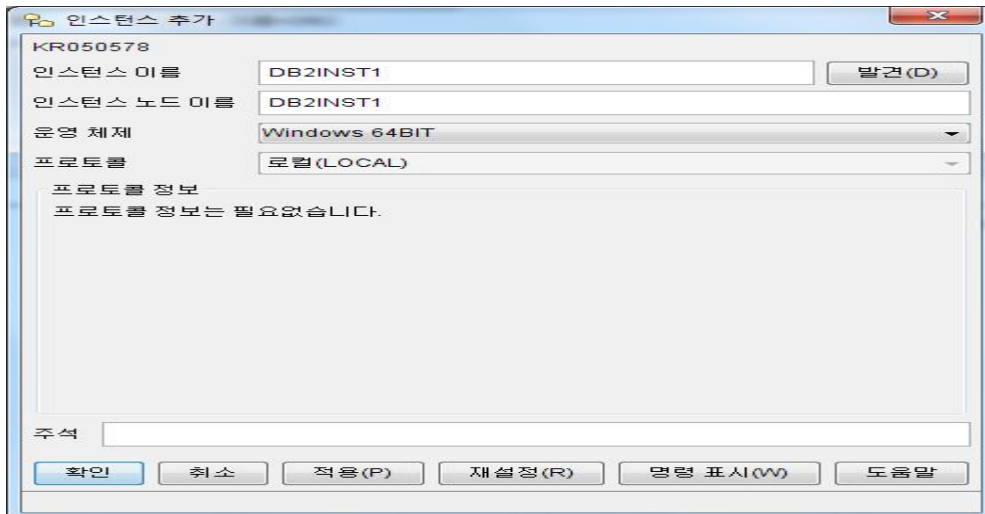 인스턴스 추가
KR050578
인스턴스 이름 DB2INST1 발견(D)
인스턴스 노드 이름 DB2INST1
운영 체제 Windows 64BIT
프로토콜 로컬(LOCAL)
프로토콜 정보
프로토콜 정보는 필요없습니다.
주석
확인 취소 적용(P) 재설정(R) 명령 표시(W) 도움말